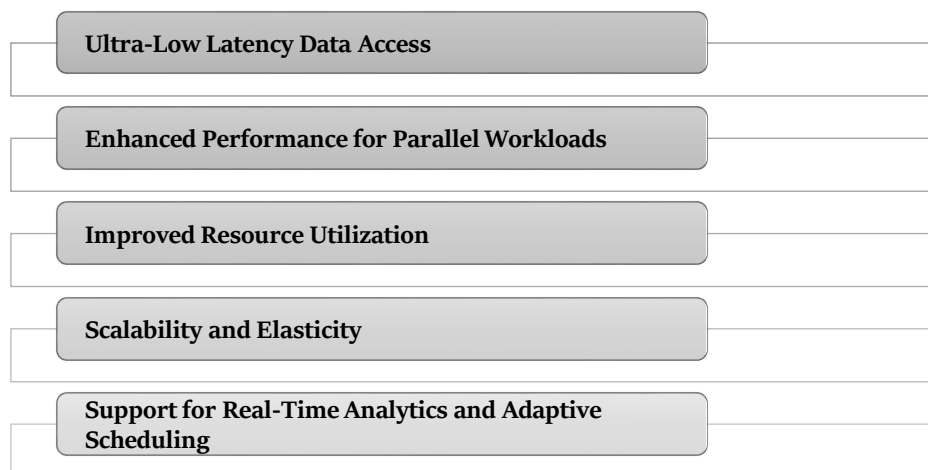 Ultra-Low Latency Data Access
Enhanced Performance for Parallel Workloads
Improved Resource Utilization
Scalability and Elasticity
Support for Real-Time Analytics and Adaptive
Scheduling